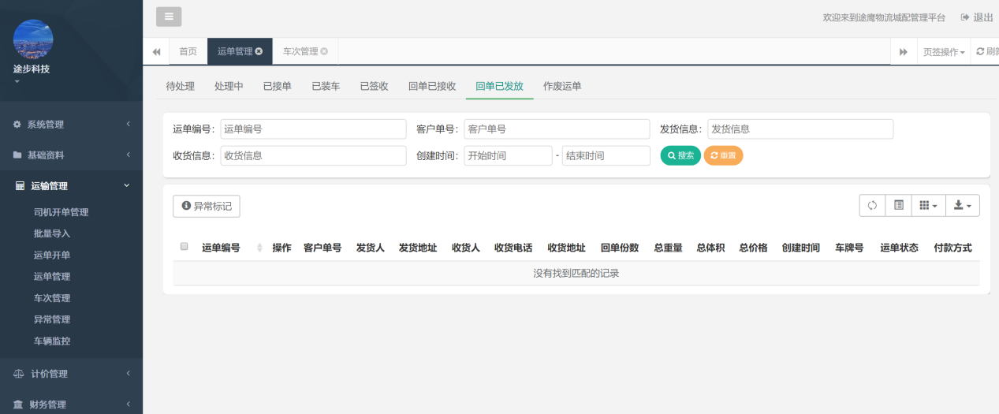 欢迎来到途鹰物流城配管理平台 退出
途步科技
首页 运单管理 车次管理 页签操作
待处理 处理中 已接单 已装车 已签收 回单已接收 回单已发放 作废运单
系统管理
基础资料
运输管理
司机开单管理
批量导入
运单开单
运单管理
车次管理
异常管理
车辆监控
计价管理
财务管理
运单编号： 运单编号 客户单号： 客户单号 发货信息： 发货信息
收货信息： 收货信息 创建时间： 开始时间 - 结束时间 搜索 重置
异常标记
运单编号 操作 客户单号 发货人 发货地址 收货人 收货电话 收货地址 回单份数 总重量 总体积 总价格 创建时间 车牌号 运单状态 付款方式
没有找到匹配的记录